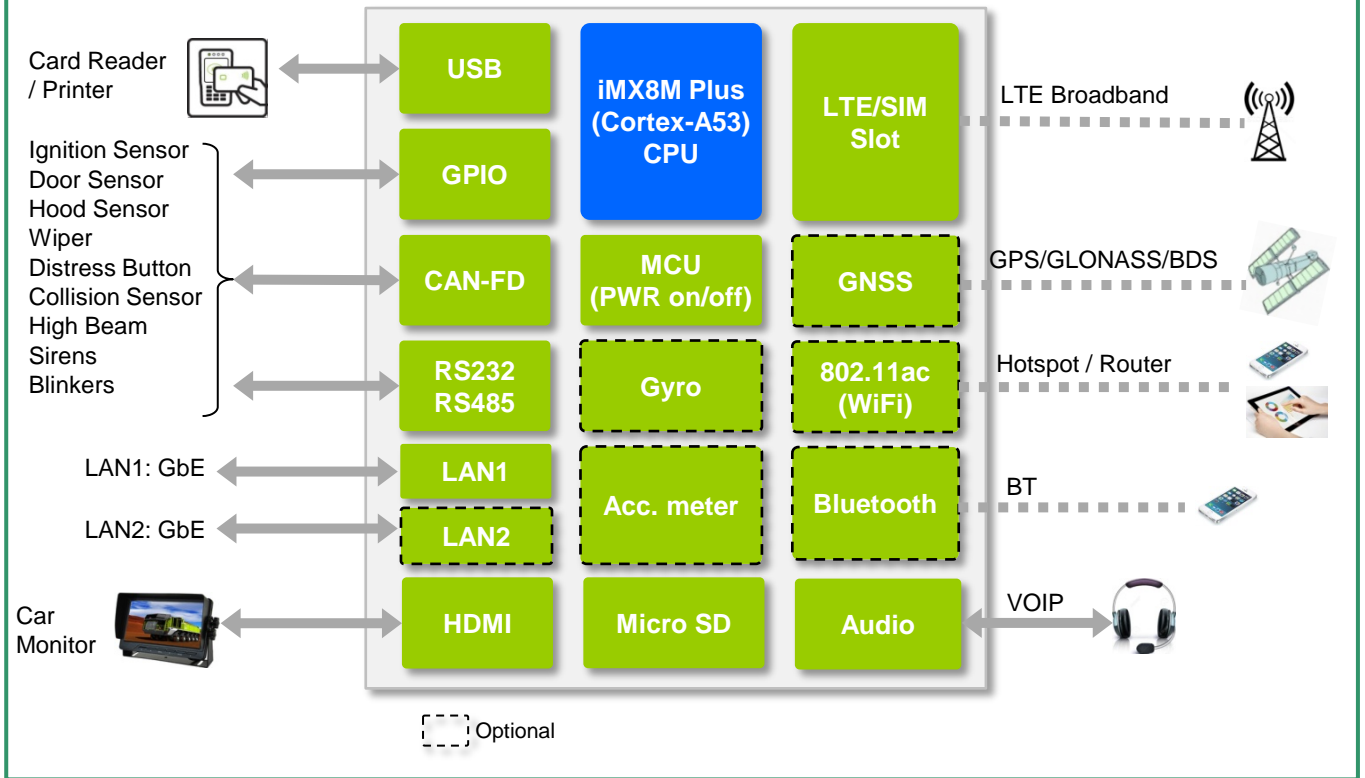 Card Reader
/ Printer
USB
iMX8M Plus
(Cortex-A53)
CPU
LTE/SIM
Slot
LTE Broadband
Ignition Sensor
Door Sensor
Hood Sensor
Wiper
Distress Button
Collision Sensor
High Beam
Sirens
Blinkers
GPIO
CAN-FD
MCU
(PWR on/off)
GNSS
GPS/GLONASS/BDS
RS232
RS485
Gyro
802.11ac
(WiFi)
Hotspot / Router
LAN1: GbE
LAN1
Acc. meter
Bluetooth
BT
LAN2: GbE
LAN2
Car
Monitor
HDMI
Micro SD
Audio
VOIP
Optional